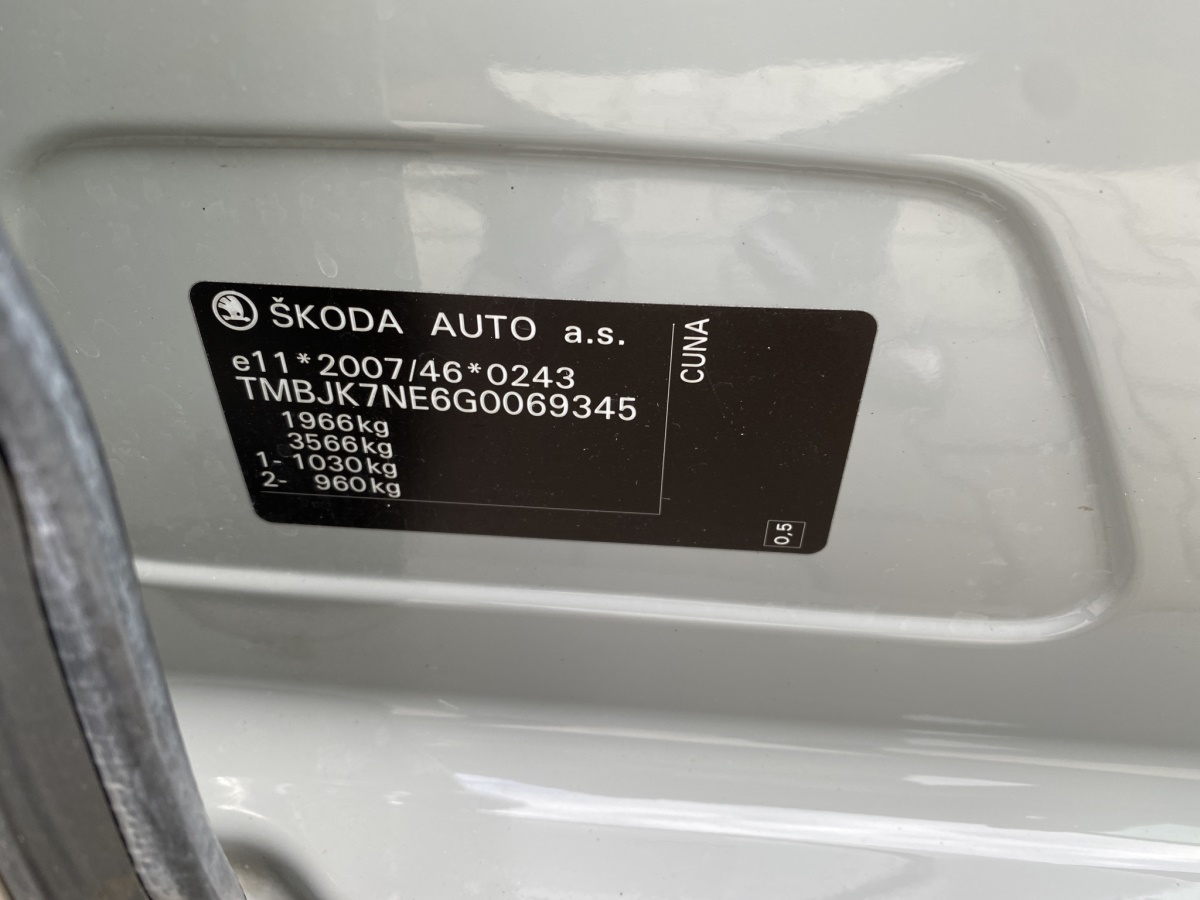 ŠKODA AUTO a.s.
e11*2007/46*0243
TMBJK7NE6G0069345
1966kg
3566kg
1- 1030kg
2- 960kg
CUNA
0,5